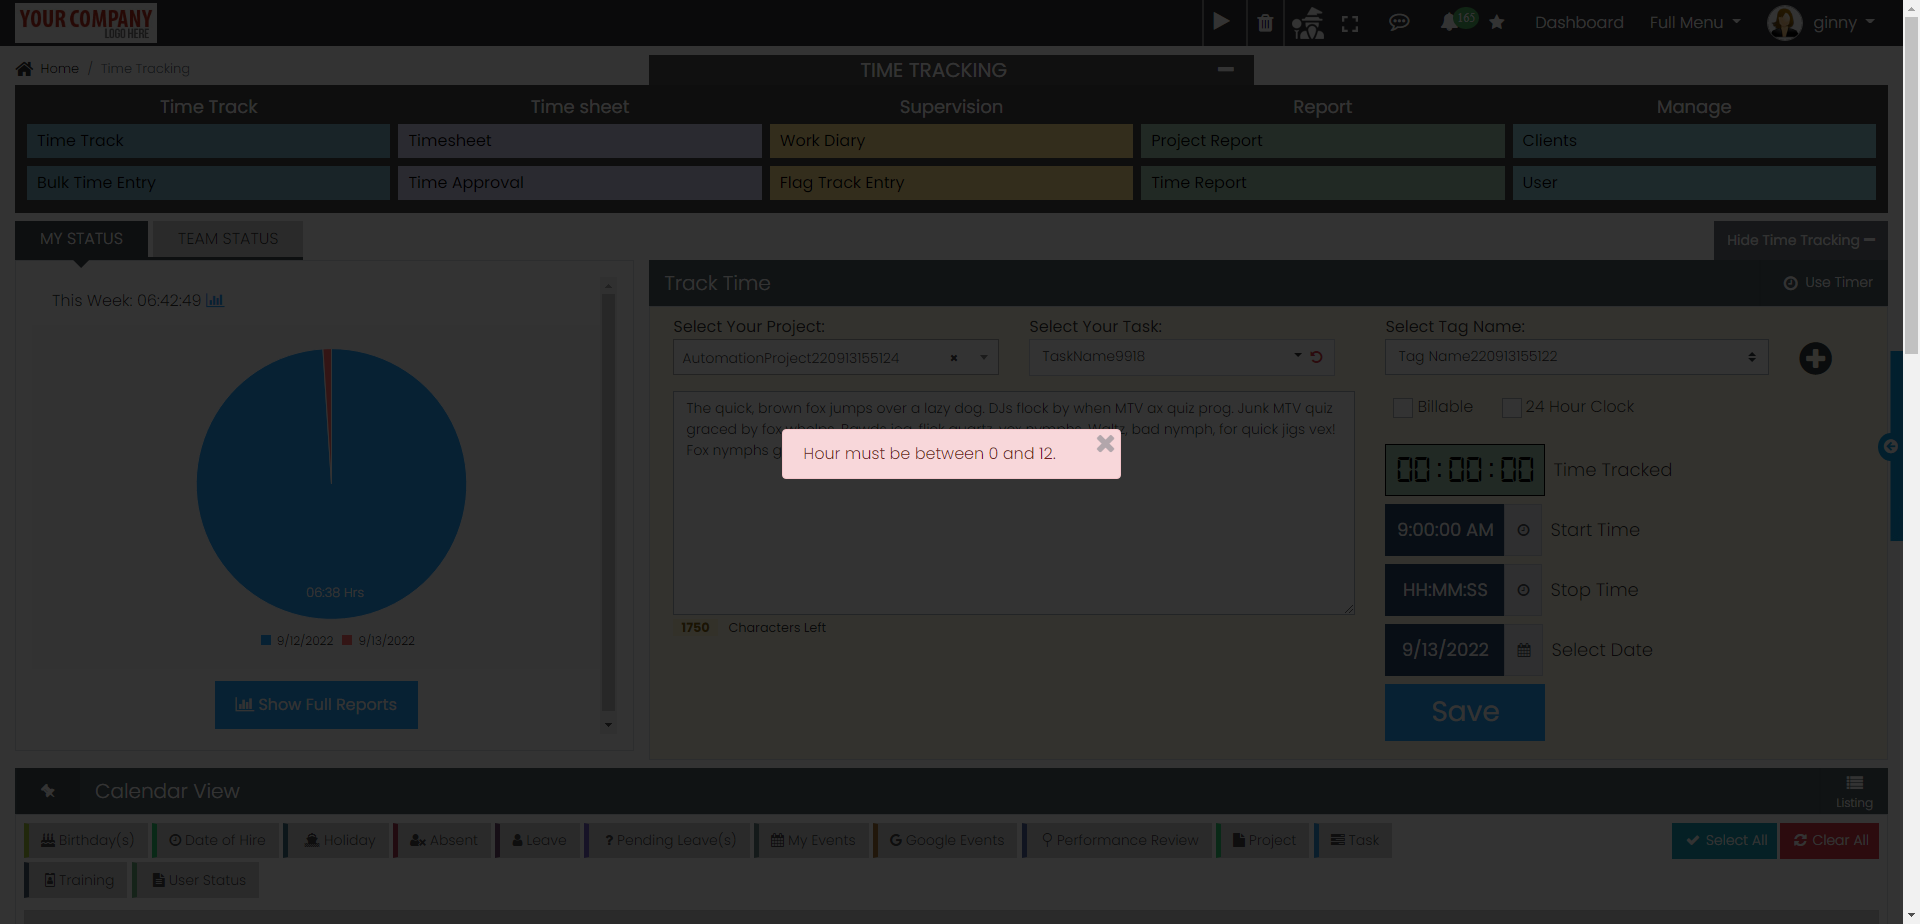 YOUR COMPANY
LOGO HERE
165
Dashboard
Full Menu
ginny
Home / Time Tracking
TIME TRACKING
Time Track
Time sheet
Supervision
Report
Manage
Time Track
Timesheet
Work Diary
Project Report
Clients
Bulk Time Entry
Time Approval
Flag Track Entry
Time Report
User
MY STATUS
TEAM STATUS
Hide Time Tracking
This Week: 06:42:49
06:38 Hrs
9/12/2022
9/13/2022
Show Full Reports
Track Time
Use Timer
Select Your Project:
Select Your Task:
Select Tag Name:
AutomationProject220913155124
TaskName9918
Tag Name220913155122
The quick, brown fox jumps over a lazy dog. DJs flock by when MTV ax quiz prog. Junk MTV quiz
graced by fox bad nymph, for quick jigs vex!
Fox nymphs
Hour must be between 0 and 12.
1750 Characters Left
Billable
24 Hour Clock
00:00:00
Time Tracked
9:00:00 AM
Start Time
HH:MM:SS
Stop Time
9/13/2022
Select Date
Save
Calendar View
Listing
Birthday(s)
Date of Hire
Holiday
Absent
Leave
? Pending Leave(s)
My Events
Google Events
Performance Review
Project
Task
Select All
Clear All
Training
User Status